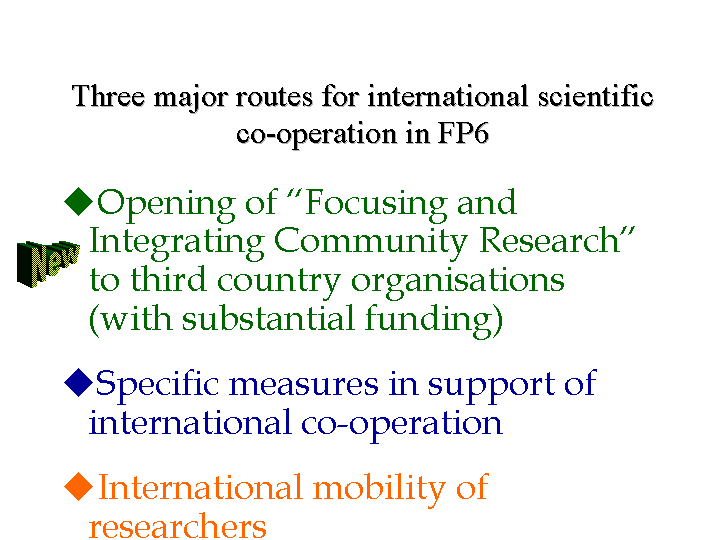 Three major routes for international scientific
co-operation in FP6
◆Opening of “Focusing and
Integrating Community Research”
New
to third country organisations
(with substantial funding)
◆Specific measures in support of
international co-operation
◆International mobility of
researchers